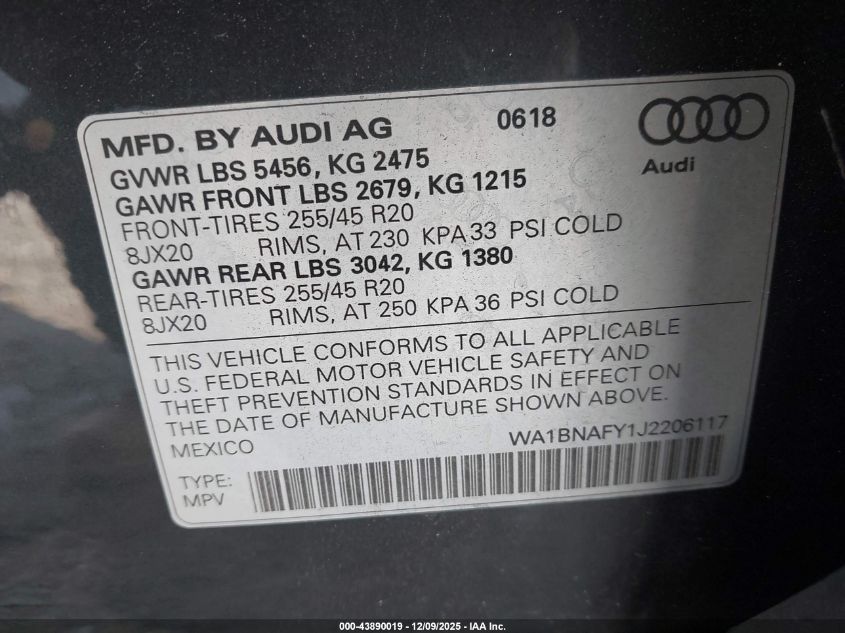 MFD. BY AUDI AG 0618
Audi
GVWR LBS 5456, KG 2475
GAWR FRONT LBS 2679, KG 1215
FRONT-TIRES 255/45 R20
8JX20 RIMS, AT 230 KPA 33 PSI COLD
GAWR REAR LBS 3042, KG 1380
REAR-TIRES 255/45 R20
8JX20 RIMS, AT 250 KPA 36 PSI COLD
THIS VEHICLE CONFORMS TO ALL APPLICABLE
U.S. FEDERAL MOTOR VEHICLE SAFETY AND
THEFT PREVENTION STANDARDS IN EFFECT ON
THE DATE OF MANUFACTURE SHOWN ABOVE.
MEXICO WA1BNAFY1J2206117
TYPE:
MPV
000-43890019 - 12/09/2025 - IAA Inc.